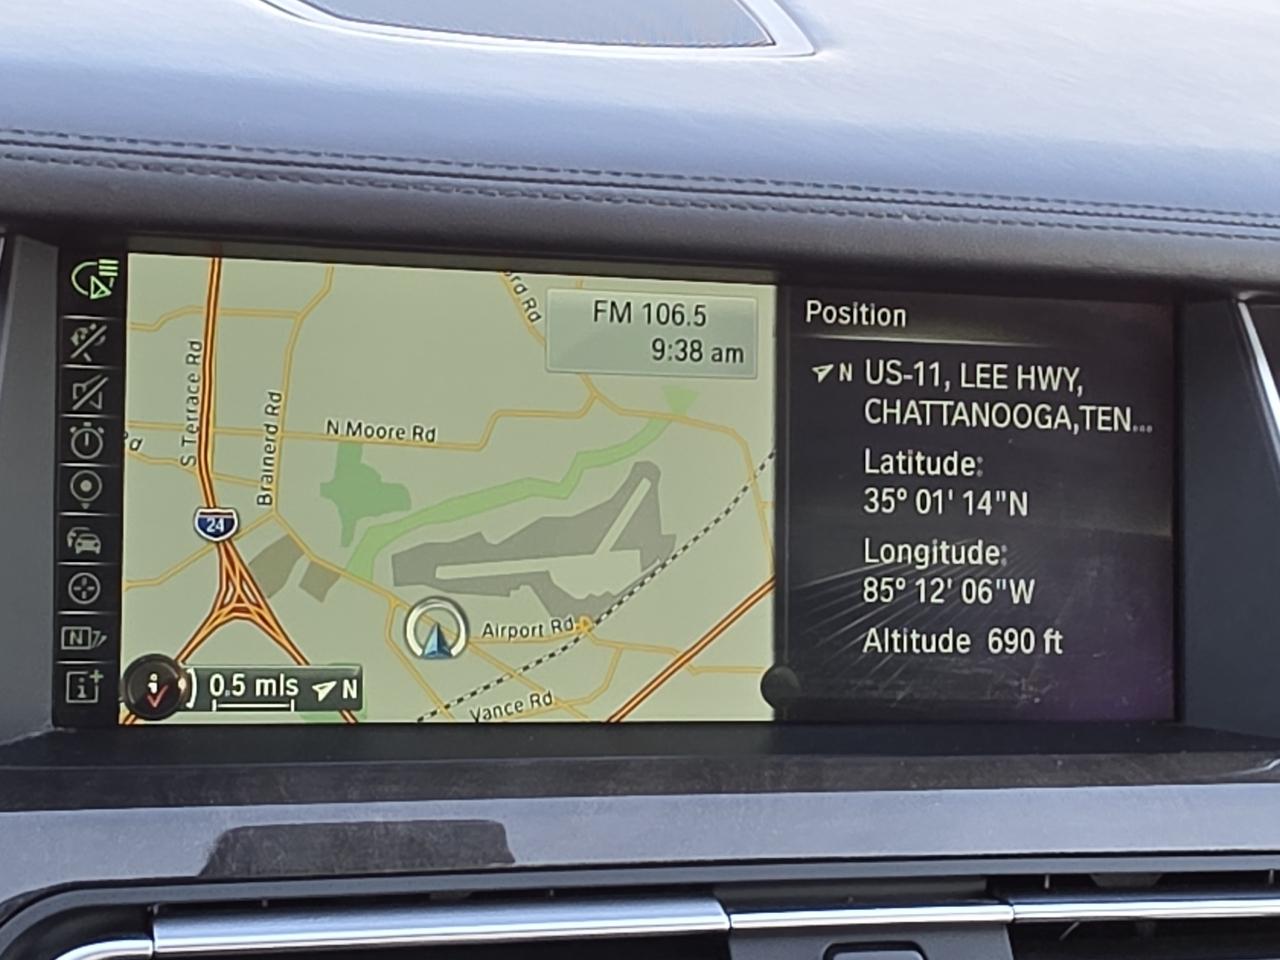 FM 106.5
9:38 am
rd Rd
S Terrace Rd
Brainerd Rd
N Moore Rd
d
24
Airport Rd
Vance Rd
0.5 mls N
N
i
i+
Position
N US-11, LEE HWY,
CHATTANOOGA,TEN...
Latitude:
35° 01' 14"N
Longitude:
85° 12' 06"W
Altitude 690 ft